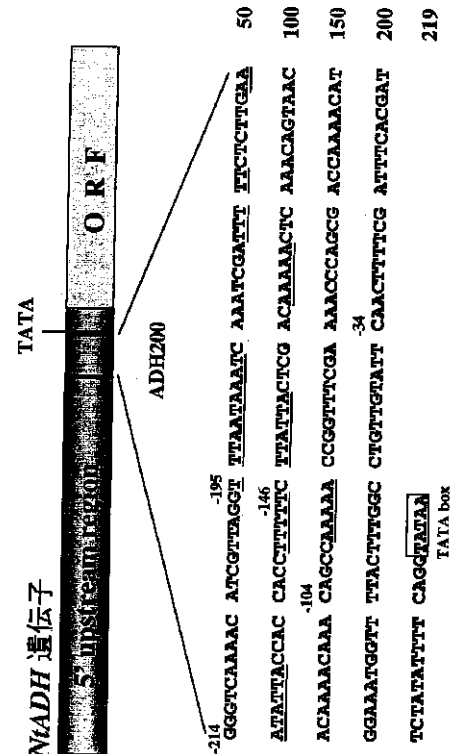 NtADH 遺伝子
TATA
5' upstream region
ORF
ADH200
-214
-195
GGGTCAAAAC ATCGTTAGGT TTAATAAATC AAATCGATTT TTCTCTTGAA 50
-146
ATATTACCAC CACCTTTTTC TTATTACTCG ACAAAAACTC AAACAGTAAC 100
-104
ACAAAACAAA CAGCCAAAAA CCGGTTTCGA AAACCCAGCG ACCAAAACAT 150
-34
GGAAATGGTT TTACTTTGGC CTGTTGTATT CAACTTTTCG ATTTCACGAT 200
TCTATATTTT CAGGTATAA 219
TATA box